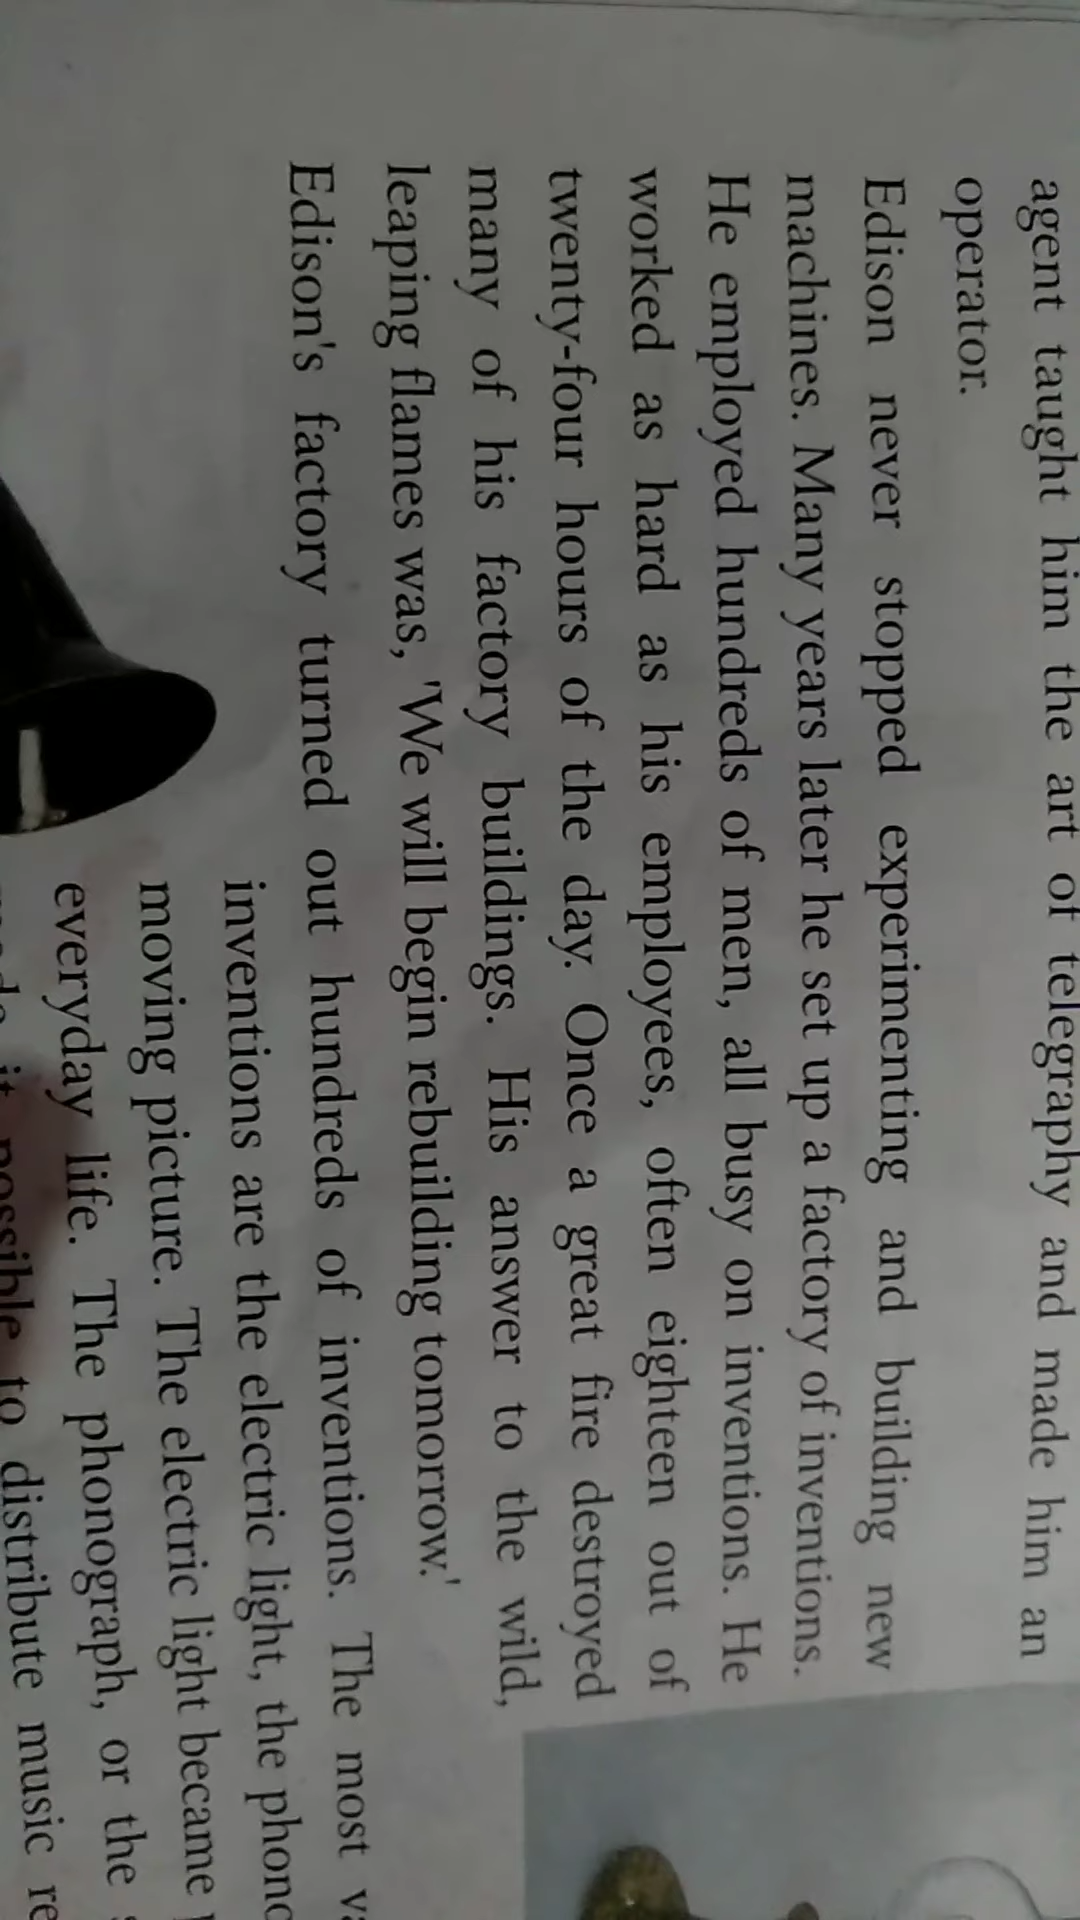 agent taught him the art of telegraphy and made him an
operator.
Edison never stopped experimenting and building new
machines. Many years later he set up a factory of inventions.
He employed hundreds of men, all busy on inventions. He
worked as hard as his employees, often eighteen out of
twenty-four hours of the day. Once a great fire destroyed
many of his factory buildings. His answer to the wild,
leaping flames was, 'We will begin rebuilding tomorrow.'
Edison's factory turned out hundreds of inventions. The most
inventions are the electric light, the
moving picture. The electric light became
everyday life. The phonograph, or the
it possible to distribute music